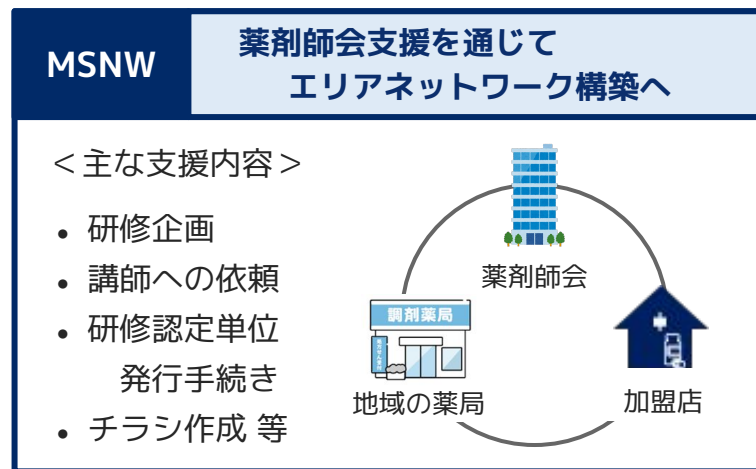 MSNW
薬剤師会支援を通じて
エリアネットワーク構築へ
＜主な支援内容＞
• 研修企画
• 講師への依頼
• 研修認定単位
発行手続き
• チラシ作成 等
薬剤師会
調剤薬局
地域の薬局
加盟店